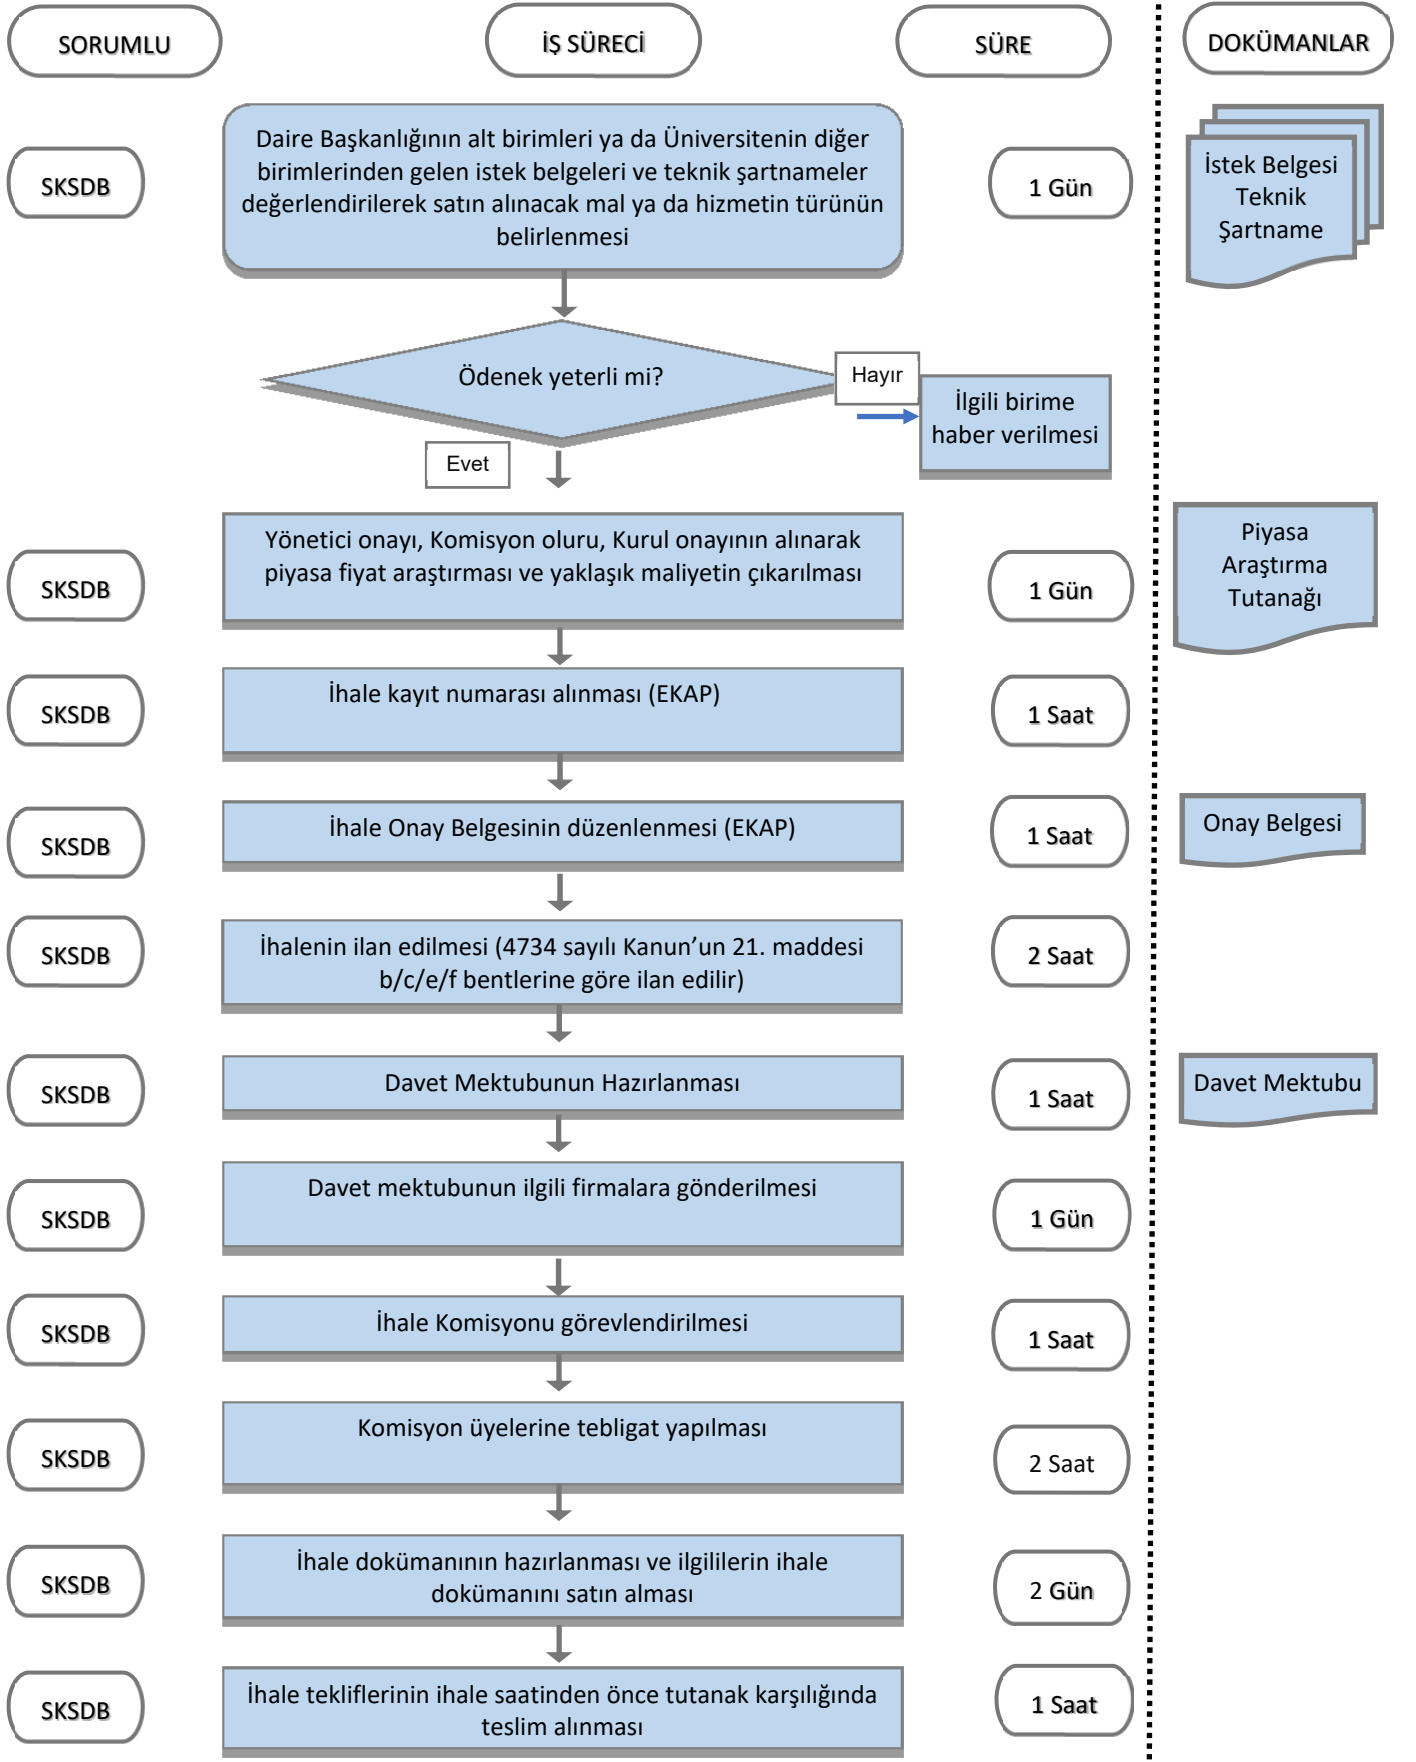 SORUMLU
İŞ SÜRECİ
SÜRE
DOKÜMANLAR
SKSDB
Daire Başkanlığının alt birimleri ya da Üniversitenin diğer
birimlerinden gelen istek belgeleri ve teknik şartnameler
değerlendirilerek satın alınacak mal ya da hizmetin türünün
belirlenmesi
1 Gün
İstek Belgesi
Teknik
Şartname
Ödenek yeterli mi?
Hayır
İlgili birime
haber verilmesi
Evet
SKSDB
Yönetici onayı, Komisyon oluru, Kurul onayının alınarak
piyasa fiyat araştırması ve yaklaşık maliyetin çıkarılması
1 Gün
Piyasa
Araştırma
Tutanağı
SKSDB
İhale kayıt numarası alınması (EKAP)
1 Saat
SKSDB
İhale Onay Belgesinin düzenlenmesi (EKAP)
1 Saat
Onay Belgesi
SKSDB
İhalenin ilan edilmesi (4734 sayılı Kanun’un 21. maddesi
b/c/e/f bentlerine göre ilan edilir)
2 Saat
SKSDB
Davet Mektubunun Hazırlanması
1 Saat
Davet Mektubu
SKSDB
Davet mektubunun ilgili firmalara gönderilmesi
1 Gün
SKSDB
İhale Komisyonu görevlendirilmesi
1 Saat
SKSDB
Komisyon üyelerine tebligat yapılması
2 Saat
SKSDB
İhale dokümanının hazırlanması ve ilgililerin ihale
dokümanını satın alması
2 Gün
SKSDB
İhale tekliflerinin ihale saatinden önce tutanak karşılığında
teslim alınması
1 Saat